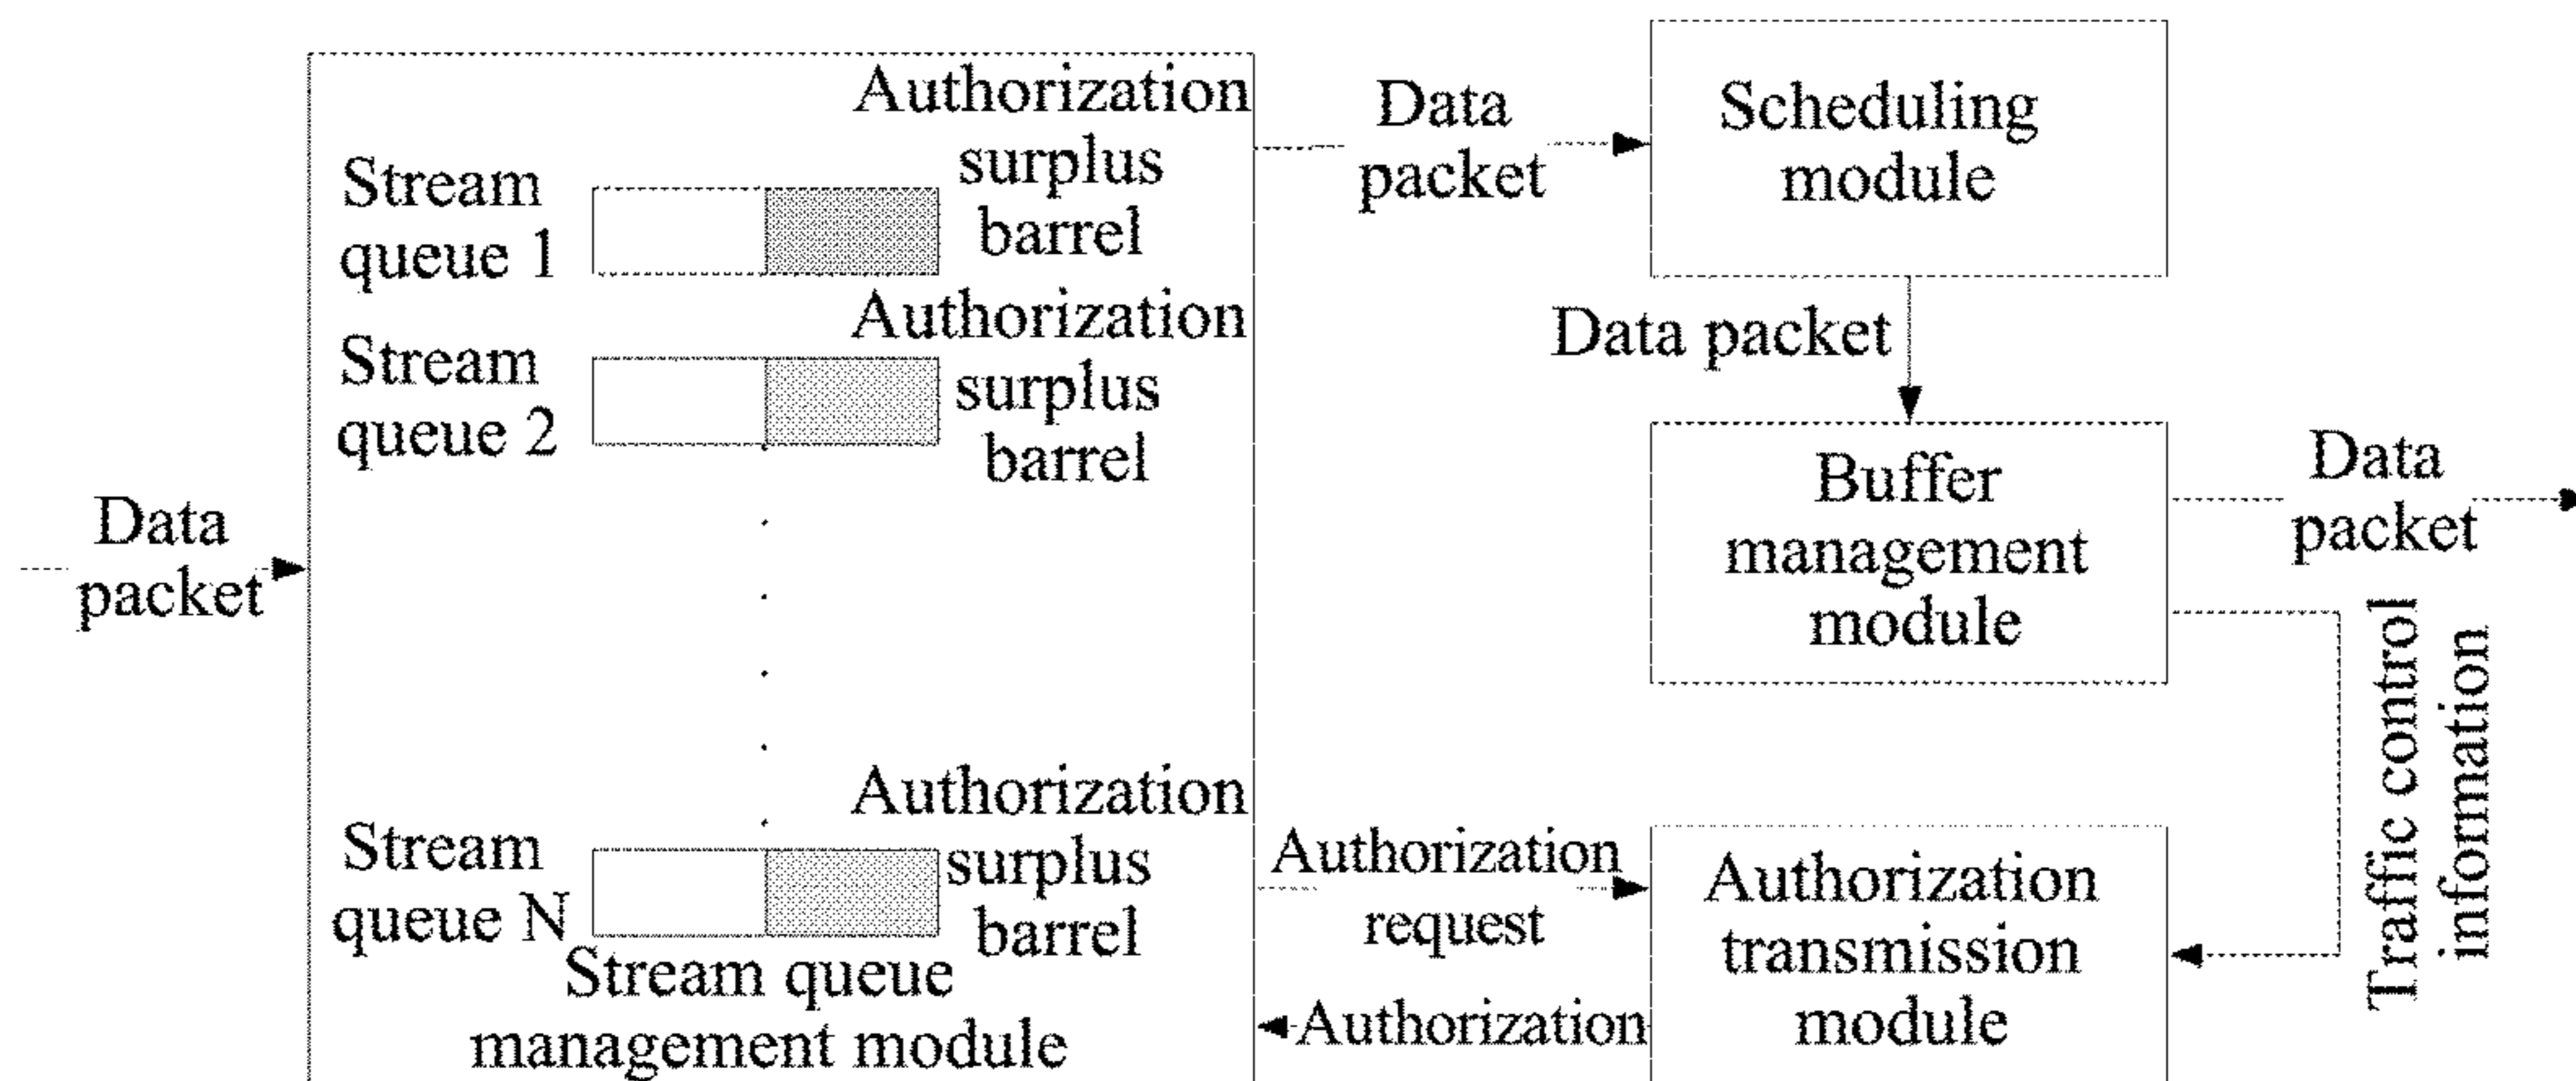 Data
packet
Stream
queue 1
Authorization
surplus
barrel
Stream
queue 2
Authorization
surplus
barrel
Stream
queue N
Authorization
surplus
barrel
Stream queue
management module
Data
packet
Scheduling
module
Data packet
Buffer
management
module
Data
packet
Traffic control
information
Authorization
request
Authorization
Authorization
transmission
module